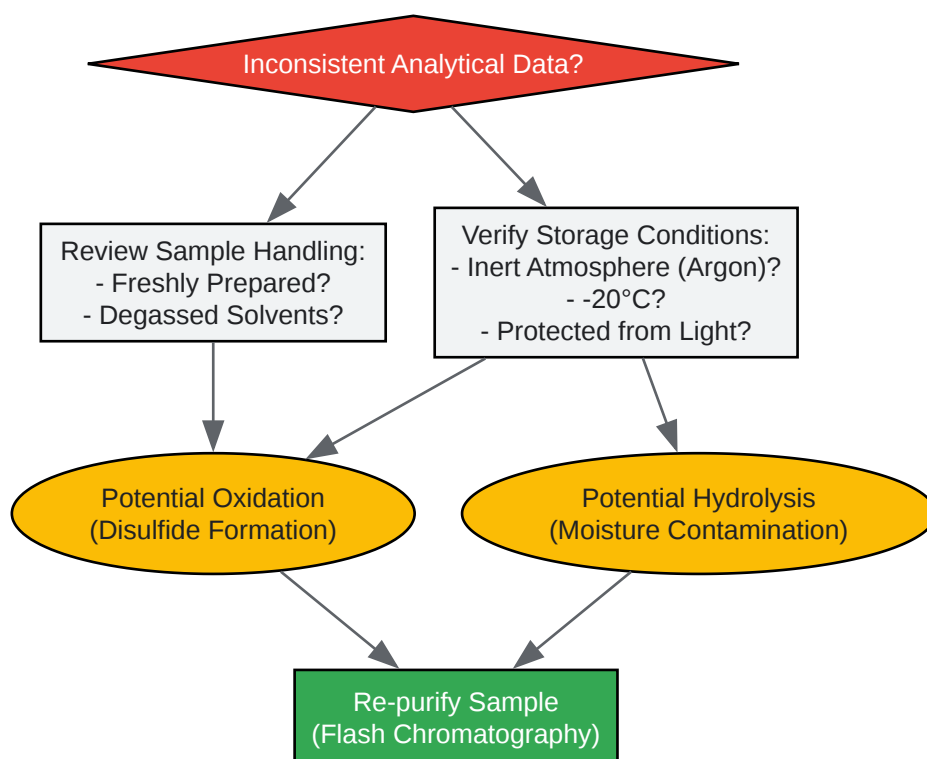 Inconsistent Analytical Data?
Review Sample Handling:
- Freshly Prepared?
- Degassed Solvents?
Verify Storage Conditions:
- Inert Atmosphere (Argon)?
- -20°C?
- Protected from Light?
Potential Oxidation
(Disulfide Formation)
Potential Hydrolysis
(Moisture Contamination)
Re-purify Sample
(Flash Chromatography)